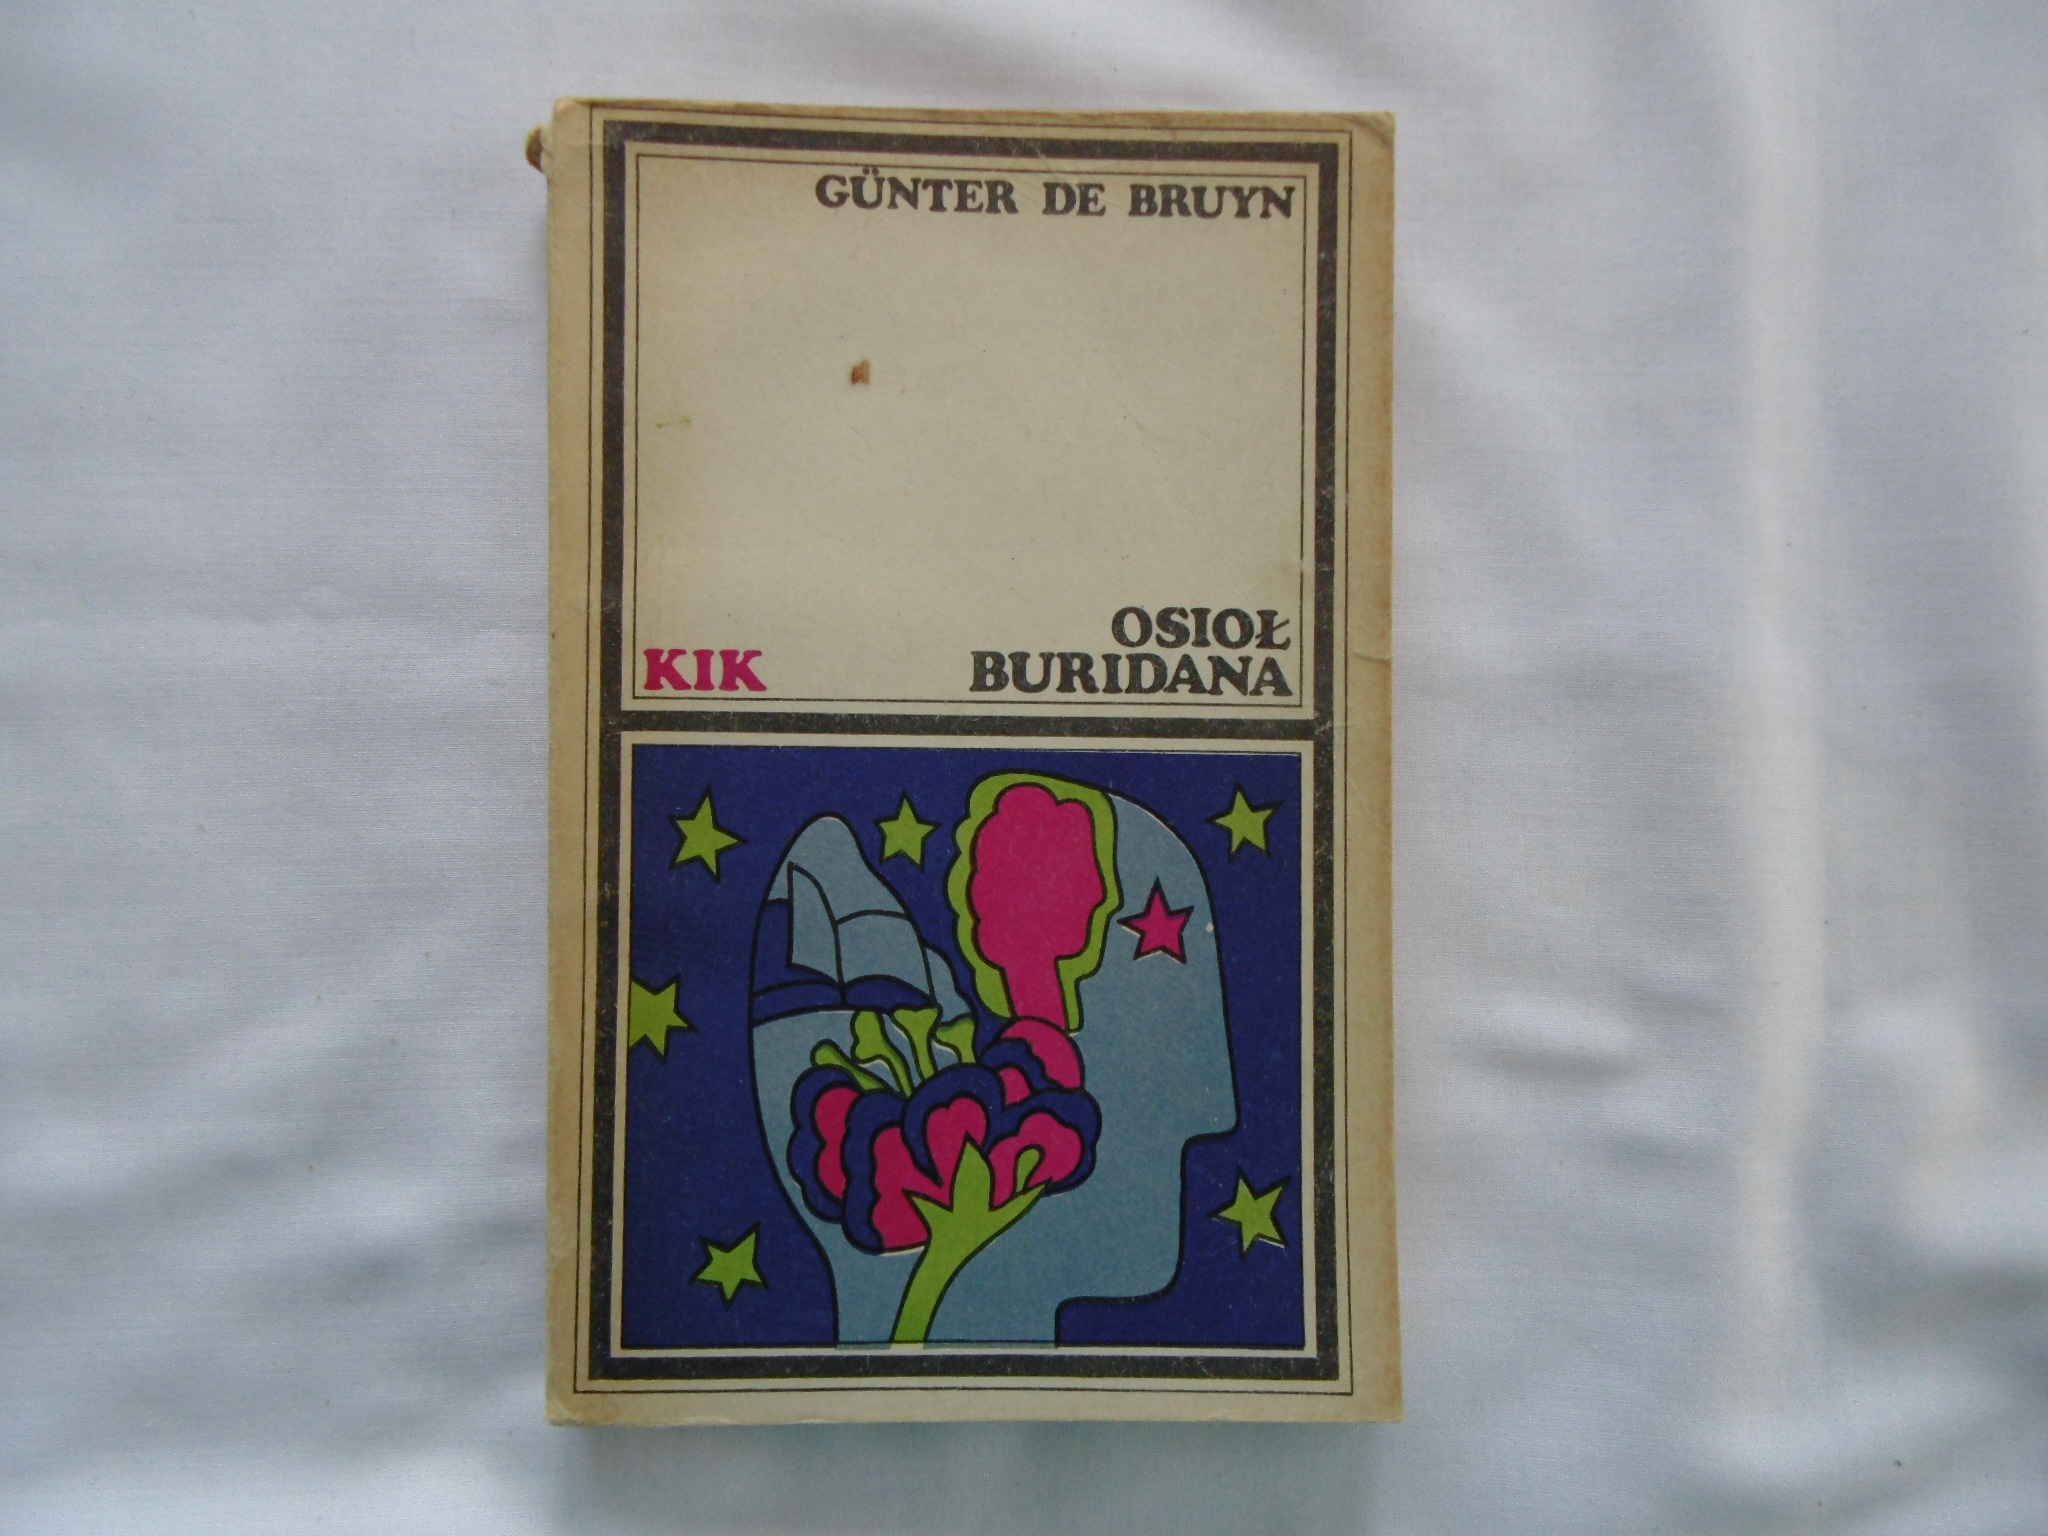 GÜNTER DE BRUYN
OSIOŁ
KIK BURIDANA